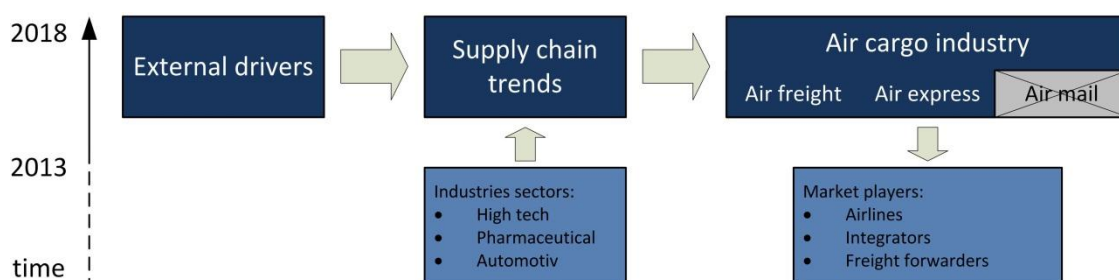 2018
External drivers
Supply chain
trends
Air cargo industry
Air freight
Air express
Air mail
2013
Industries sectors:
• High tech
• Pharmaceutical
• Automotiv
Market players:
• Airlines
• Integrators
• Freight forwarders
time